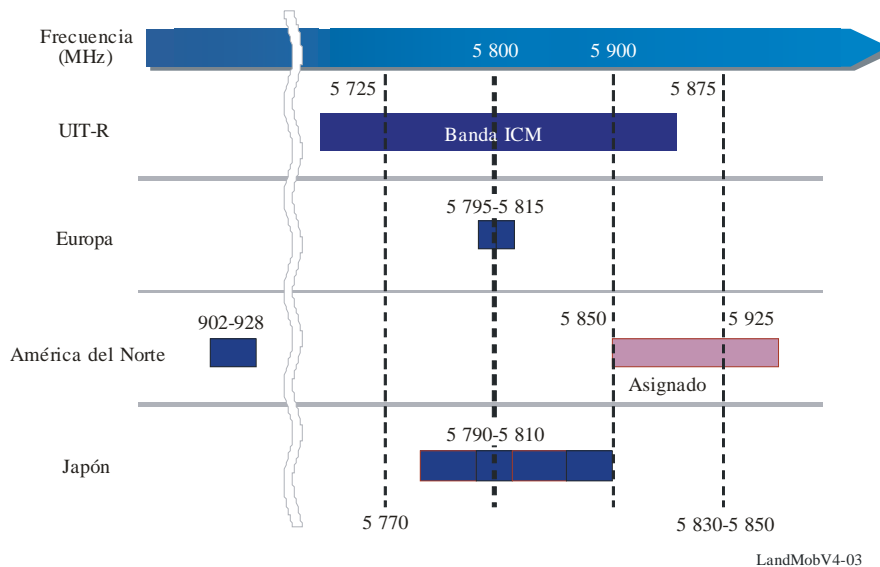 Frecuencia
(MHz)
5 800
5 900
5 725
5 875
UIT-R
Banda ICM
5 795-5 815
Europa
902-928
5 850
5 925
América del Norte
Asignado
5 790-5 810
Japón
5 770
5 830-5 850
LandMobV4-03